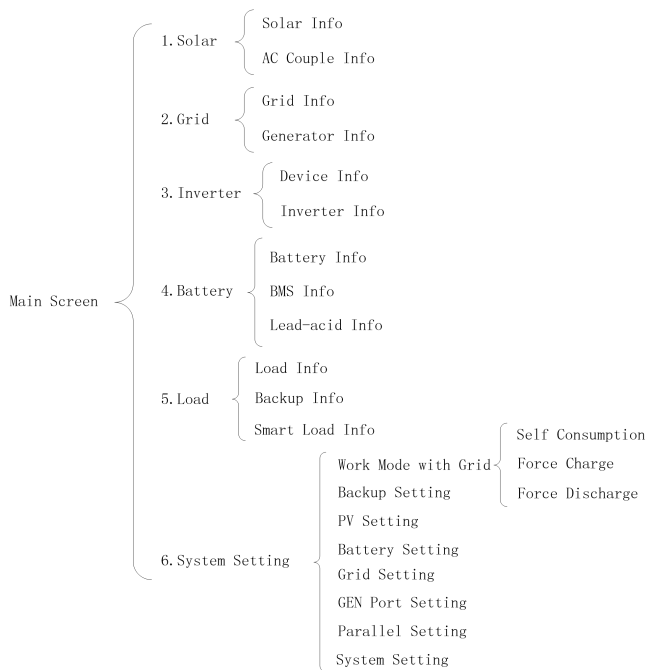 Main Screen
1.Solar
Solar Info
AC Couple Info
2.Grid
Grid Info
Generator Info
3.Inverter
Device Info
Inverter Info
4.Battery
Battery Info
BMS Info
Lead-acid Info
5.Load
Load Info
Backup Info
Smart Load Info
6.System Setting
Work Mode with Grid
Self Consumption
Force Charge
Force Discharge
Backup Setting
PV Setting
Battery Setting
Grid Setting
GEN Port Setting
Parallel Setting
System Setting